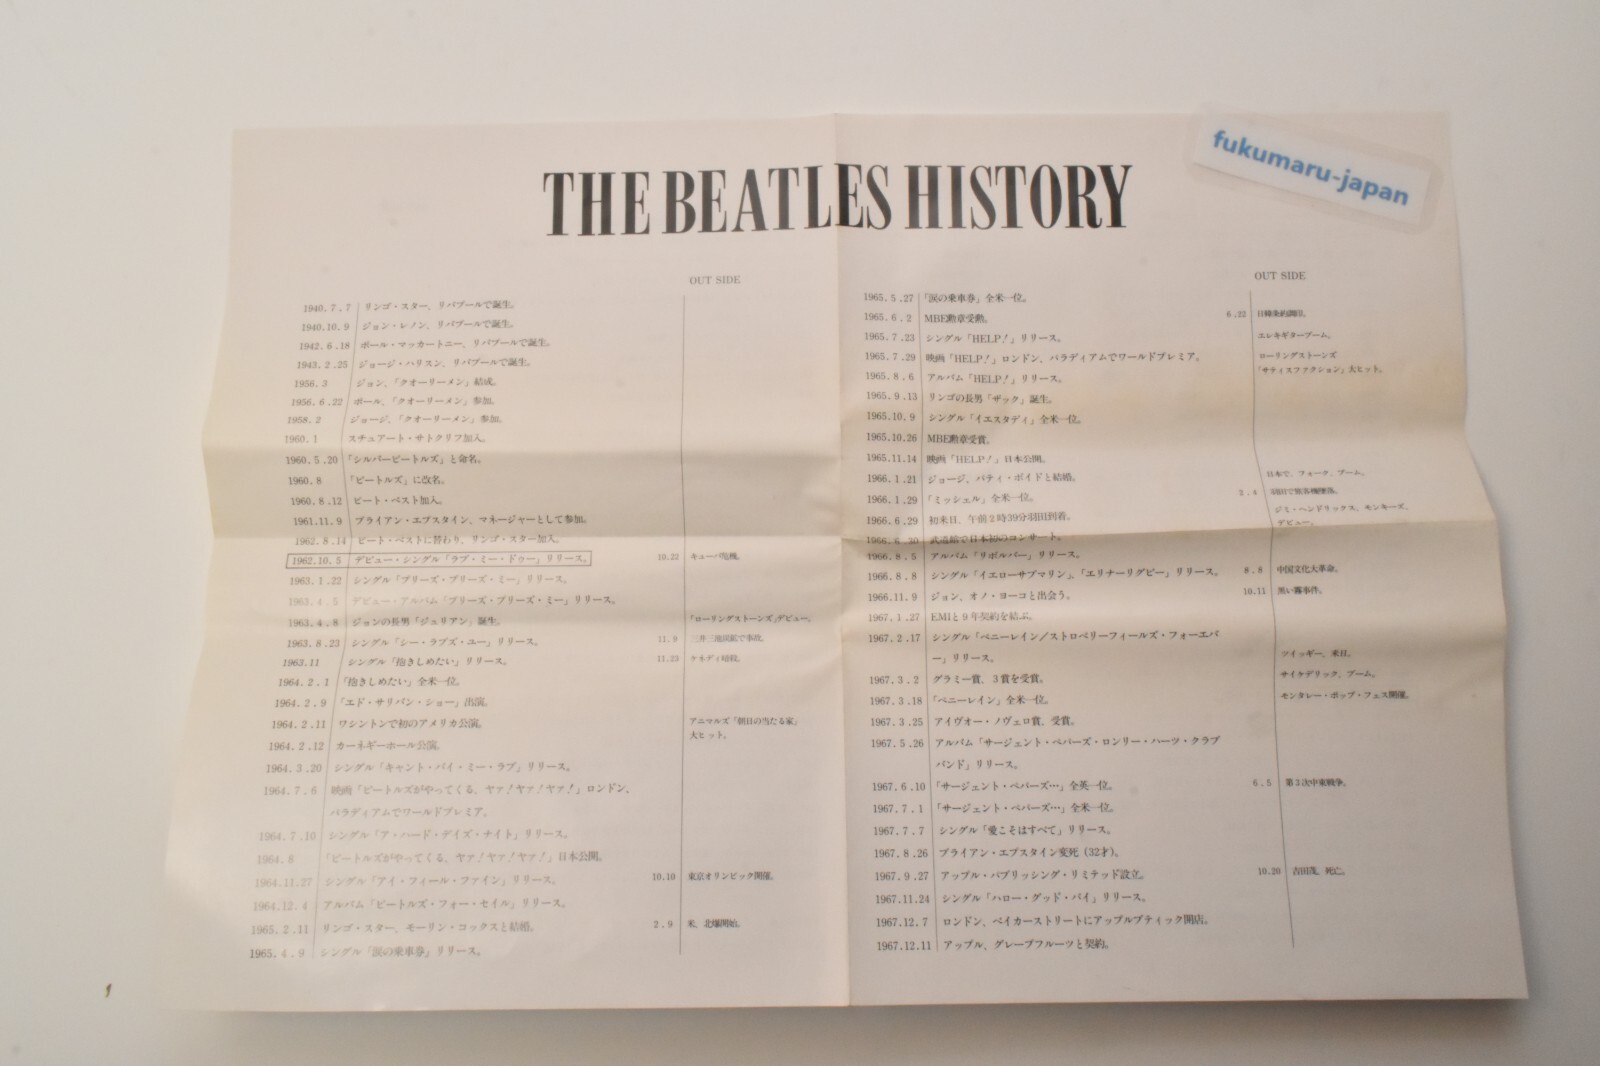 fukumaru-japan
THE BEATLES HISTORY
OUT SIDE
1940.7.7 リンゴ・スター、リバプールで誕生。
1940.10.9 ジョン・レノン、リバプールで誕生。
1942.6.18 ポール・マッカートニー、リバプールで誕生。
1943.2.25 ジョージ・ハリスン、リバプールで誕生。
1956.3 ジョン、「クオーリーメン」結成。
1956.6.22 ポール、「クオーリーメン」参加。
1958.2 ジョージ、「クオーリーメン」参加。
1960.1 スチュアート・サトクリフ加入。
1960.5.20 「シルバービートルズ」と命名。
1960.8 「ビートルズ」に改名。
1960.8.12 ピート・ベスト加入。
1961.11.9 ブライアン・エプスタイン、マネージャーとして参加。
1962.8.14 ピート・ベストに替わり、リンゴ・スター加入。
1962.10.5 デビュー・シングル「ラブ・ミー・ドゥー」リリース。 10.22 キューバ危機。
1963.1.22 シングル「プリーズ・プリーズ・ミー」リリース。
1963.4.5 デビュー・アルバム「プリーズ・プリーズ・ミー」リリース。
1963.4.8 ジョンの長男「ジュリアン」誕生。 「ローリングストーンズ」デビュー。
1963.8.23 シングル「シー・ラブズ・ユー」リリース。 11.9 三井三池炭鉱で事故。
1963.11 シングル「抱きしめたい」リリース。 11.23 ケネディ暗殺。
1964.2.1 「抱きしめたい」全米一位。
1964.2.9 「エド・サリバン・ショー」出演。
1964.2.11 ワシントンで初のアメリカ公演。 アニマルズ「朝日の当たる家」
大ヒット。
1964.2.12 カーネギーホール公演。
1964.3.20 シングル「キャント・バイ・ミー・ラブ」リリース。
1964.7.6 映画「ビートルズがやってくる、ヤァ！ヤァ！ヤァ！」ロンドン、
パラディアムでワールドプレミア。
1964.7.10 シングル「ア・ハード・デイズ・ナイト」リリース。
1964.8 「ビートルズがやってくる、ヤァ！ヤァ！ヤァ！」日本公開。
1964.11.27 シングル「アイ・フィール・ファイン」リリース。 10.10 東京オリンピック開催。
1964.12.4 アルバム「ビートルズ・フォー・セイル」リリース。
1965.2.11 リンゴ・スター、モーリン・コックスと結婚。 2.9 米、北爆開始。
1965.4.9 シングル「涙の乗車券」リリース。
OUT SIDE
1965.5.27 「涙の乗車券」全米一位。
1965.6.2 MBE勲章受勲。 6.22 日韓条約調印。
1965.7.23 シングル「HELP！」リリース。 エレキギターブーム。
1965.7.29 映画「HELP！」ロンドン、パラディアムでワールドプレミア。 ローリングストーンズ
「サティスファクション」大ヒット。
1965.8.6 アルバム「HELP！」リリース。
1965.9.13 リンゴの長男「ザック」誕生。
1965.10.9 シングル「イエスタディ」全米一位。
1965.10.26 MBE勲章受賞。
1965.11.14 映画「HELP！」日本公開。
1966.1.21 ジョージ、パティ・ボイドと結婚。 日本で、フォーク、ブーム。
1966.1.29 「ミッシェル」全米一位。 2.4 羽田で旅客機墜落。
1966.6.29 初来日、午前2時39分羽田到着。 ジミ・ヘンドリックス、モンキーズ、
デビュー。
1966.6.30 武道館で日本初のコンサート。
1966.8.5 アルバム「リボルバー」リリース。
1966.8.8 シングル「イエローサブマリン」、「エリナーリグビー」リリース。 8.8 中国文化大革命。
1966.11.9 ジョン、オノ・ヨーコと出会う。 10.11 黒い霧事件。
1967.1.27 EMIと9年契約を結ぶ。
1967.2.17 シングル「ペニーレイン／ストロベリーフィールズ・フォーエバ
ー」リリース。 ツイッギー、来日。
1967.3.2 グラミー賞、3賞を受賞。 サイケデリック、ブーム。
1967.3.18 「ペニーレイン」全米一位。 モンタレー・ポップ・フェス開催。
1967.3.25 アイヴォー・ノヴェロ賞、受賞。
1967.5.26 アルバム「サージェント・ペパーズ・ロンリー・ハーツ・クラブ
バンド」リリース。
1967.6.10 「サージェント・ペパーズ…」全英一位。 6.5 第3次中東戦争。
1967.7.1 「サージェント・ペパーズ…」全米一位。
1967.7.7 シングル「愛こそはすべて」リリース。
1967.8.26 ブライアン・エプスタイン変死（32才）。
1967.9.27 アップル・パブリッシング・リミテッド設立。 10.20 吉田茂、死亡。
1967.11.24 シングル「ハロー・グッド・バイ」リリース。
1967.12.7 ロンドン、ベイカーストリートにアップルブティック開店。
1967.12.11 アップル、グレープフルーツと契約。